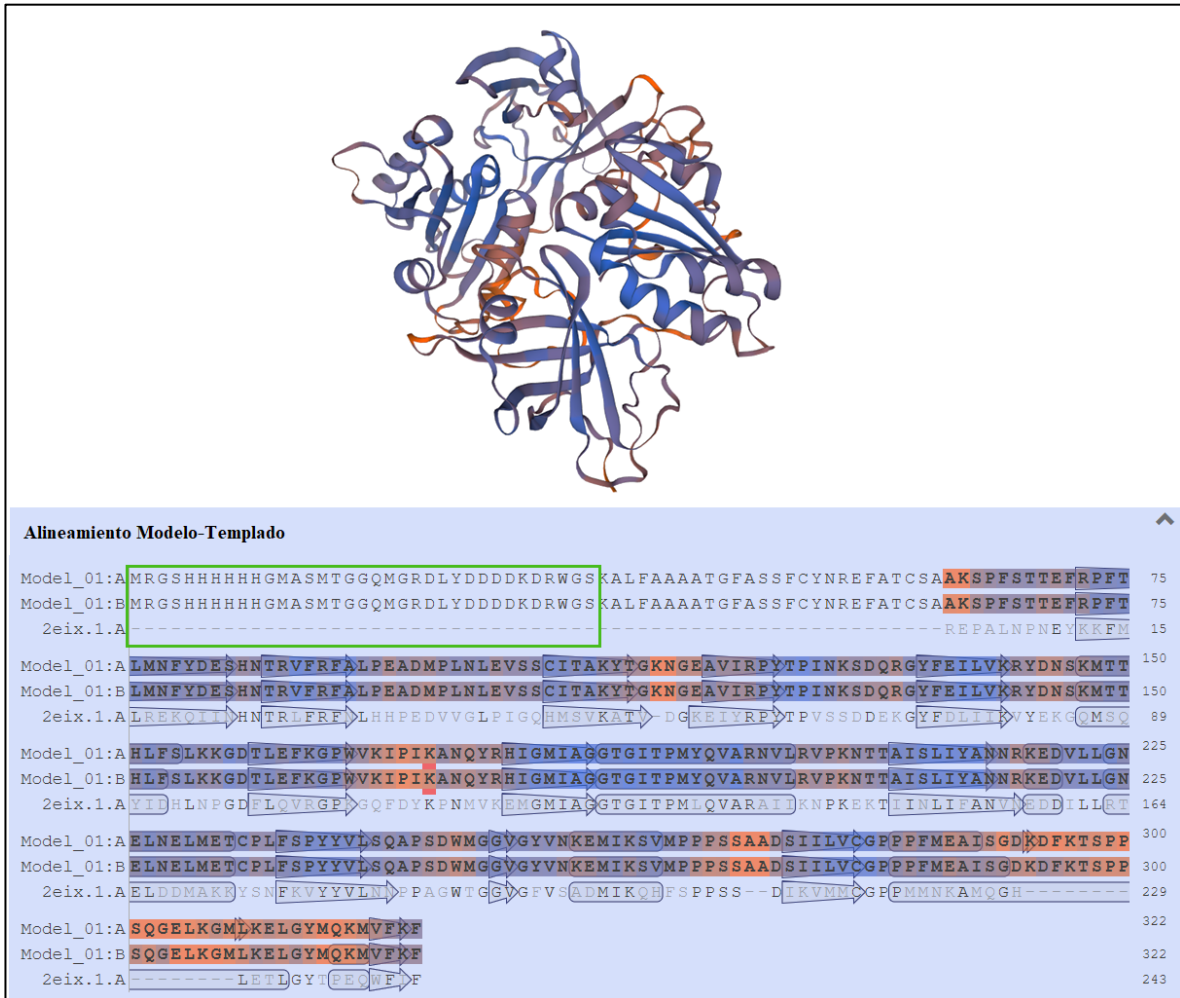 Alineamiento Modelo-Templado
Model_01:A MRGSHHHHHHGMASMTGGQMGRDLYDDDDKDRWGSKALFAAAATGFASSFCYNREFATCSAAKSPFSTTEFRPFT 75
Model_01:B MRGSHHHHHHGMASMTGGQMGRDLYDDDDKDRWGSKALFAAAATGFASSFCYNREFATCSAAKSPFSTTEFRPFT 75
2eix.1.A -------------------------------------------------------------REPALNPNEYKKFM 15
Model_01:A LMNFYDESHNTRVFRFALPEADMPLNLEVSSCITAKYTGKNGEAVIRPYTPINKSDQRGYFEILVKRYDNSKMTT 150
Model_01:B LMNFYDESHNTRVFRFALPEADMPLNLEVSSCITAKYTGKNGEAVIRPYTPINKSDQRGYFEILVKRYDNSKMTT 150
2eix.1.A LREKQIINHNTRLFRFNLHHPEDVVGLPIGQHMSVKATV-DGKEIYRPYTPVSSDDEKGYFDLIIKVYEKGQMSQ 89
Model_01:A HLFSLKKGDTLEFKGPWVKIPIKANQYRHIGMIAGGTGITPMYQVARNVLRVPKNTTAISLIYANNRKEDVLLGN 225
Model_01:B HLFSLKKGDTLEFKGPWVKIPIKANQYRHIGMIAGGTGITPMYQVARNVLRVPKNTTAISLIYANNRKEDVLLGN 225
2eix.1.A YIDHLNPGDFLQVRGPKGQFDYKPNMVKEMGMIAGGTGITPMLQVARAIIKNPKEKTIINLIFANVNEDDILLRT 164
Model_01:A ELNELMETCPLFSPYYVLSQAPSDWMGGVGYVNKEMIKSVMPPPSSAADSIILVCGPPPFMEAISGDKDFKTSPP 300
Model_01:B ELNELMETCPLFSPYYVLSQAPSDWMGGVGYVNKEMIKSVMPPPSSAADSIILVCGPPPFMEAISGDKDFKTSPP 300
2eix.1.A ELDDMAKKYSNFKVYYVLNNPPAGWTGGVGFVSADMIKQHFSPPSS--DIKVMMCGPPMMNKAMQGH-------- 229
Model_01:A SQGELKGMLKELGYMQKMVFKF 322
Model_01:B SQGELKGMLKELGYMQKMVFKF 322
2eix.1.A --------LETLGYTPEQWFIF 243